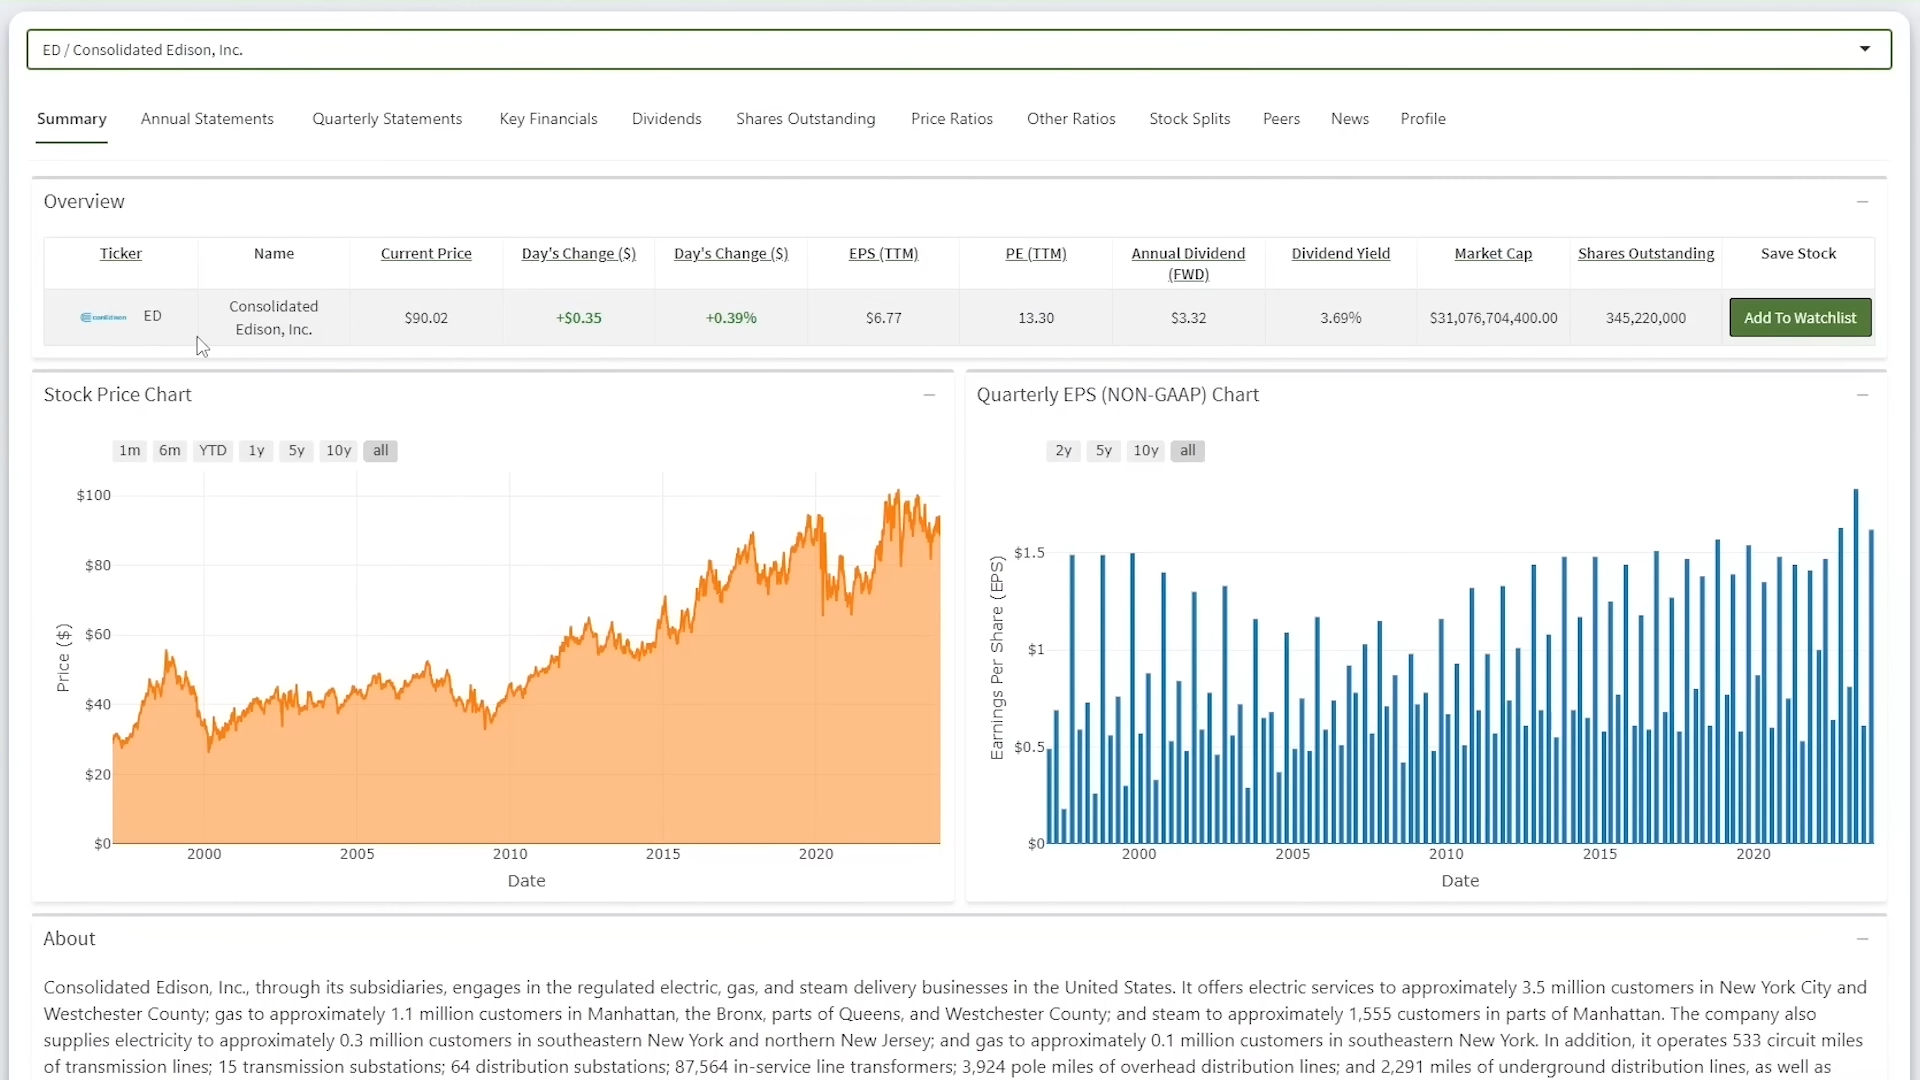 ED / Consolidated Edison, Inc.
Summary Annual Statements Quarterly Statements Key Financials Dividends Shares Outstanding Price Ratios Other Ratios Stock Splits Peers News Profile
Overview
Ticker Name Current Price Day's Change ($) Day's Change ($) EPS (TTM) PE (TTM) Annual Dividend (FWD) Dividend Yield Market Cap Shares Outstanding Save Stock
conEdison ED Consolidated Edison, Inc. $90.02 +$0.35 +0.39% $6.77 13.30 $3.32 3.69% $31,076,704,400.00 345,220,000 Add To Watchlist
Stock Price Chart
1m 6m YTD 1y 5y 10y all
$100
$80
$60
$40
$20
$0
Price ($)
2000 2005 2010 2015 2020
Date
Quarterly EPS (NON-GAAP) Chart
2y 5y 10y all
$1.5
$1
$0.5
$0
Earnings Per Share (EPS)
2000 2005 2010 2015 2020
Date
About
Consolidated Edison, Inc., through its subsidiaries, engages in the regulated electric, gas, and steam delivery businesses in the United States. It offers electric services to approximately 3.5 million customers in New York City and
Westchester County; gas to approximately 1.1 million customers in Manhattan, the Bronx, parts of Queens, and Westchester County; and steam to approximately 1,555 customers in parts of Manhattan. The company also
supplies electricity to approximately 0.3 million customers in southeastern New York and northern New Jersey; and gas to approximately 0.1 million customers in southeastern New York. In addition, it operates 533 circuit miles
of transmission lines; 15 transmission substations; 64 distribution substations; 87,564 in-service line transformers; 3,924 pole miles of overhead distribution lines; and 2,291 miles of underground distribution lines, as well as